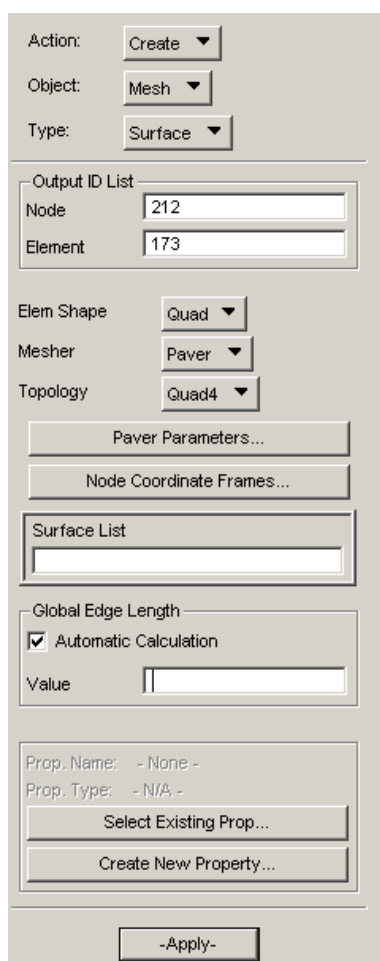 Action: Create
Object: Mesh
Type: Surface
Output ID List
Node 212
Element 173
Elem Shape Quad
Mesher Paver
Topology Quad4
Paver Parameters...
Node Coordinate Frames...
Surface List
Global Edge Length
Automatic Calculation
Value
Prop. Name: - None -
Prop. Type: - N/A -
Select Existing Prop...
Create New Property...
-Apply-